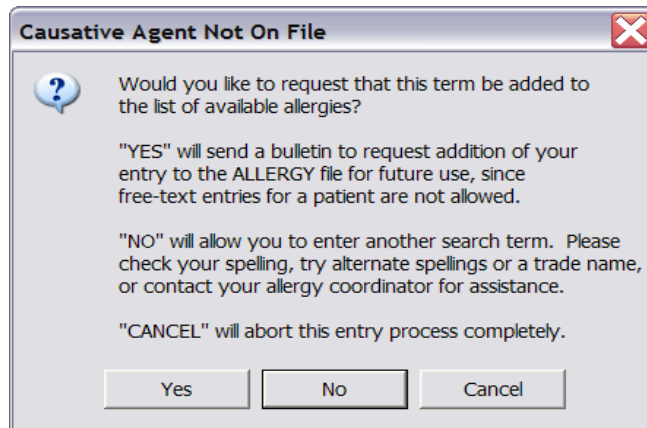 Causative Agent Not On File
Would you like to request that this term be added to
the list of available allergies?
"YES" will send a bulletin to request addition of your
entry to the ALLERGY file for future use, since
free-text entries for a patient are not allowed.
"NO" will allow you to enter another search term.  Please
check your spelling, try alternate spellings or a trade name,
or contact your allergy coordinator for assistance.
"CANCEL" will abort this entry process completely.
Yes No Cancel